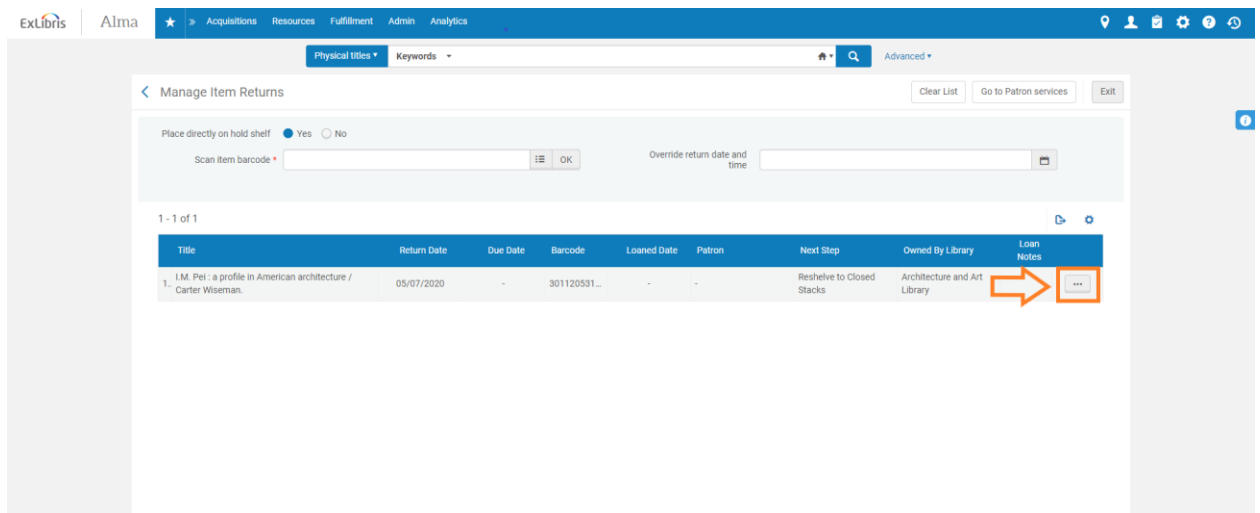 ExLibris Alma » Acquisitions Resources Fulfillment Admin Analytics
Physical titles Keywords Advanced
Manage Item Returns Clear List Go to Patron services Exit
Place directly on hold shelf Yes No
Scan item barcode * OK Override return date and
time
1 - 1 of 1
Title Return Date Due Date Barcode Loaned Date Patron Next Step Owned By Library Loan
Notes
1.. I.M. Pei : a profile in American architecture / 05/07/2020 - 301120531... - - Reshelve to Closed Architecture and Art ...
Carter Wiseman. Stacks Library